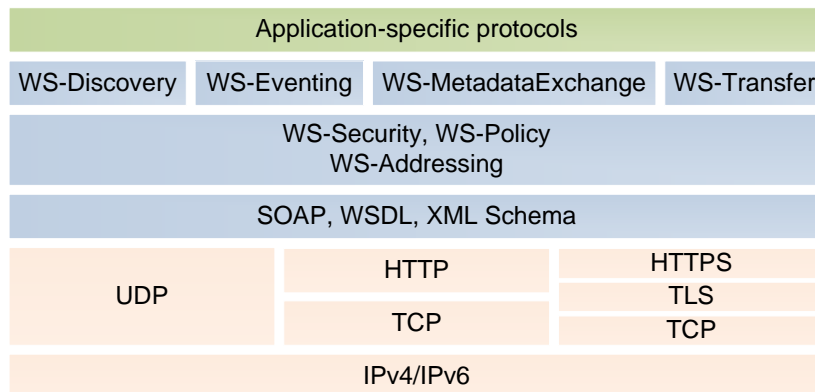 Application-specific protocols
WS-Discovery
WS-Eventing
WS-MetadataExchange
WS-Transfer
WS-Security, WS-Policy
WS-Addressing
SOAP, WSDL, XML Schema
UDP
HTTP
TCP
HTTPS
TLS
TCP
IPv4/IPv6